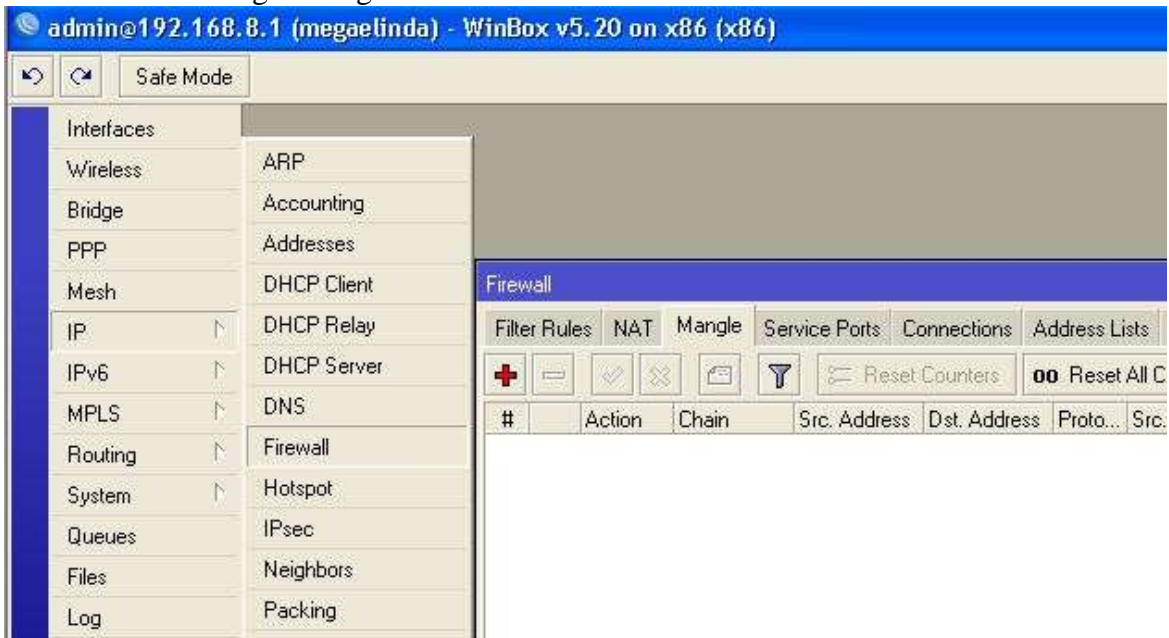 admin@192.168.8.1 (megaelinda) - WinBox v5.20 on x86 (x86)
Safe Mode
Interfaces
Wireless
Bridge
PPP
Mesh
IP
IPv6
MPLS
Routing
System
Queues
Files
Log
ARP
Accounting
Addresses
DHCP Client
DHCP Relay
DHCP Server
DNS
Firewall
Hotspot
IPsec
Neighbors
Packing
Firewall
Filter Rules NAT Mangle Service Ports Connections Address Lists
Reset Counters 00 Reset All C
# Action Chain Src. Address Dst. Address Proto... Src.